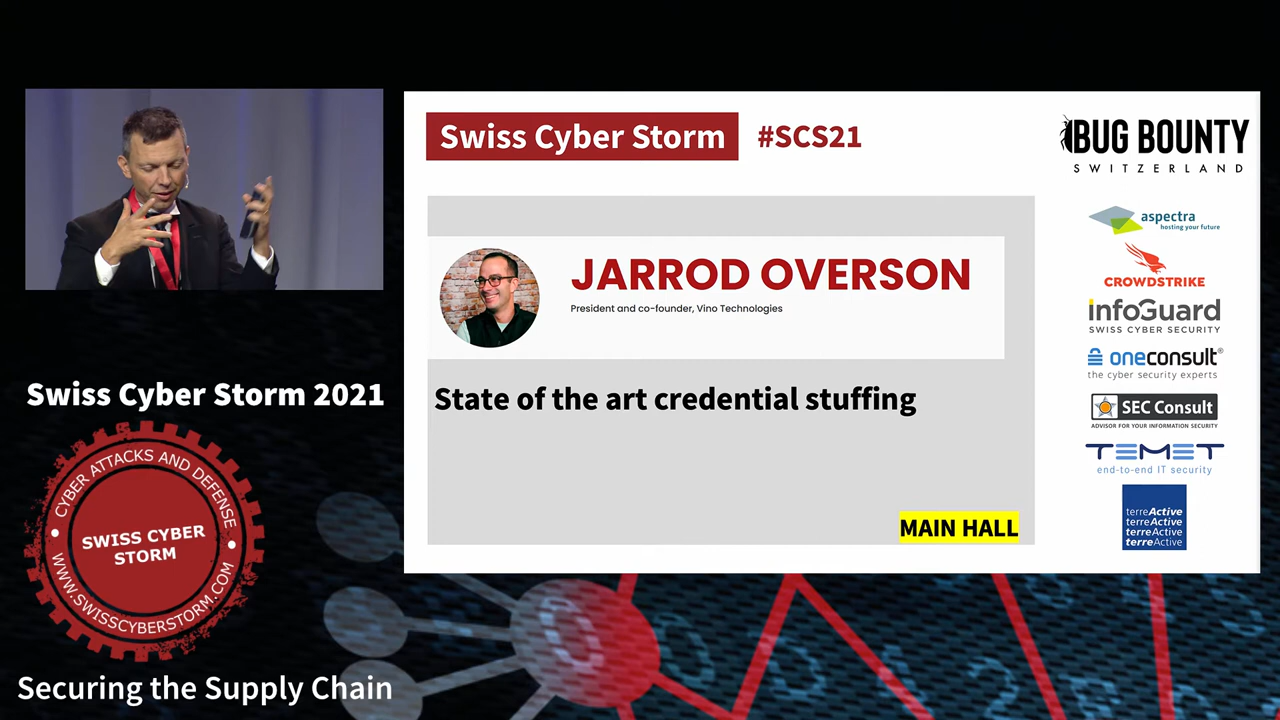 Swiss Cyber Storm #SCS21
JARROD OVERSON
President and co-founder, Vino Technologies
State of the art credential stuffing
MAIN HALL
BUG BOUNTY
SWITZERLAND
aspectra
hosting your future
CROWDSTRIKE
infoGuard
SWISS CYBER SECURITY
oneconsult®
the cyber security experts
SEC Consult
ADVISOR FOR YOUR INFORMATION SECURITY
TEMET
end-to-end IT security
terreActive
terreActive
terreActive
terreActive
Swiss Cyber Storm 2021
CYBER ATTACKS AND DEFENSE
SWISS CYBER
STORM
WWW.SWISSCYBERSTORM.COM
Securing the Supply Chain